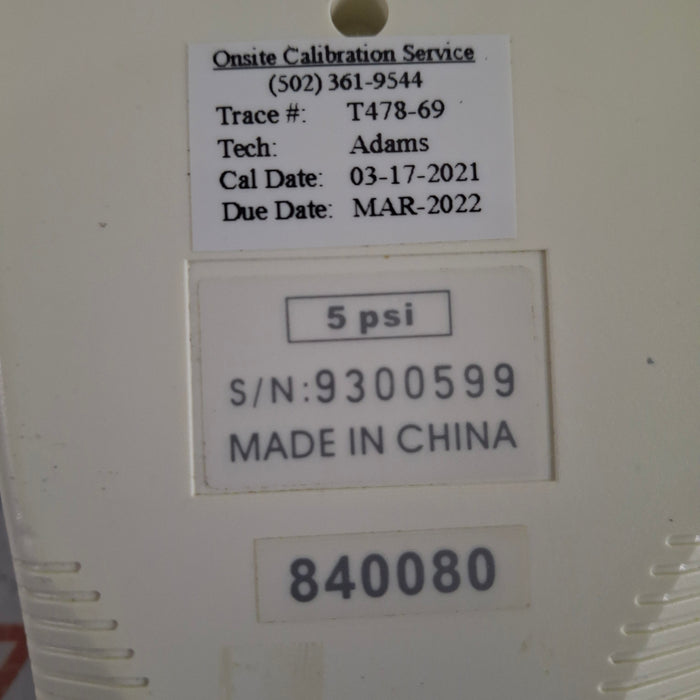 Onsite Calibration Service
(502) 361-9544
Trace #: T478-69
Tech: Adams
Cal Date: 03-17-2021
Due Date: MAR-2022
5 psi
S/N:9300599
MADE IN CHINA
840080